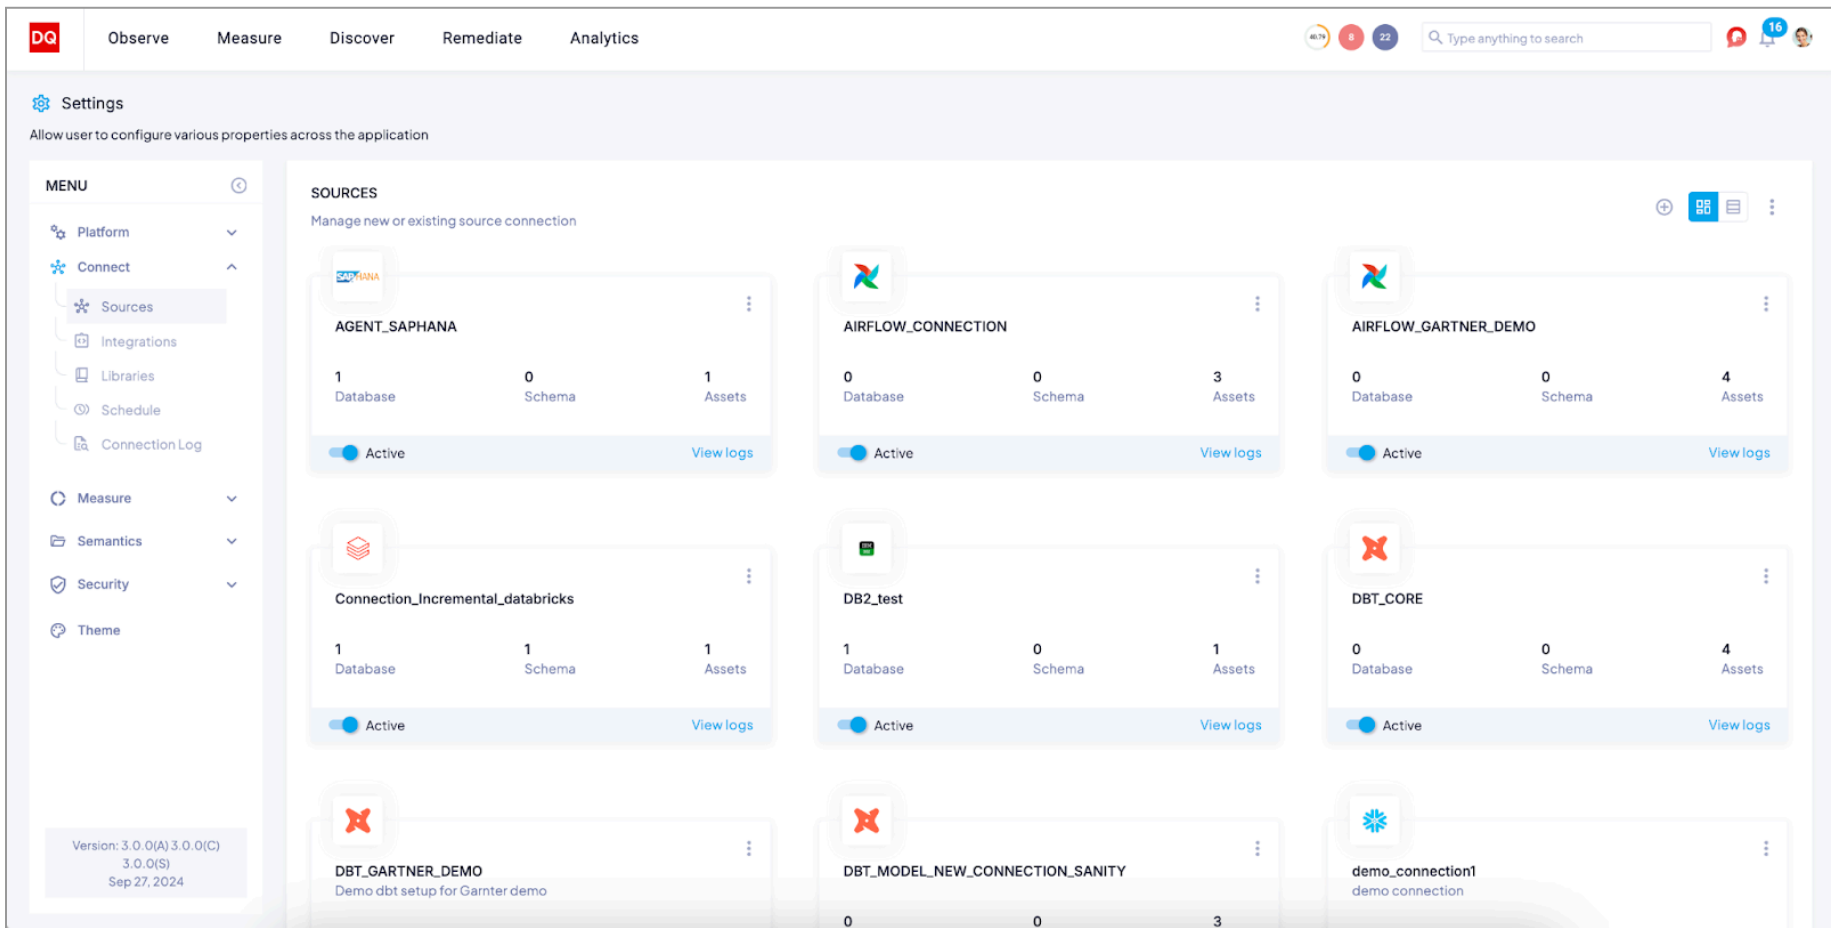 DQ Observe Measure Discover Remediate Analytics 40.79 8 22 Type anything to search 16
Settings
Allow user to configure various properties across the application
MENU
Platform
Connect
Sources
Integrations
Libraries
Schedule
Connection Log
Measure
Semantics
Security
Theme
Version: 3.0.0(A) 3.0.0(C)
3.0.0(S)
Sep 27, 2024
SOURCES
Manage new or existing source connection
SAP HANA
AGENT_SAPHANA
1 0 1
Database Schema Assets
Active View logs
AIRFLOW_CONNECTION
0 0 3
Database Schema Assets
Active View logs
AIRFLOW_GARTNER_DEMO
0 0 4
Database Schema Assets
Active View logs
Connection_Incremental_databricks
1 1 1
Database Schema Assets
Active View logs
DB2_test
1 0 1
Database Schema Assets
Active View logs
DBT_CORE
0 0 4
Database Schema Assets
Active View logs
DBT_GARTNER_DEMO
Demo dbt setup for Garnter demo
DBT_MODEL_NEW_CONNECTION_SANITY
0 0 3
demo_connection1
demo connection